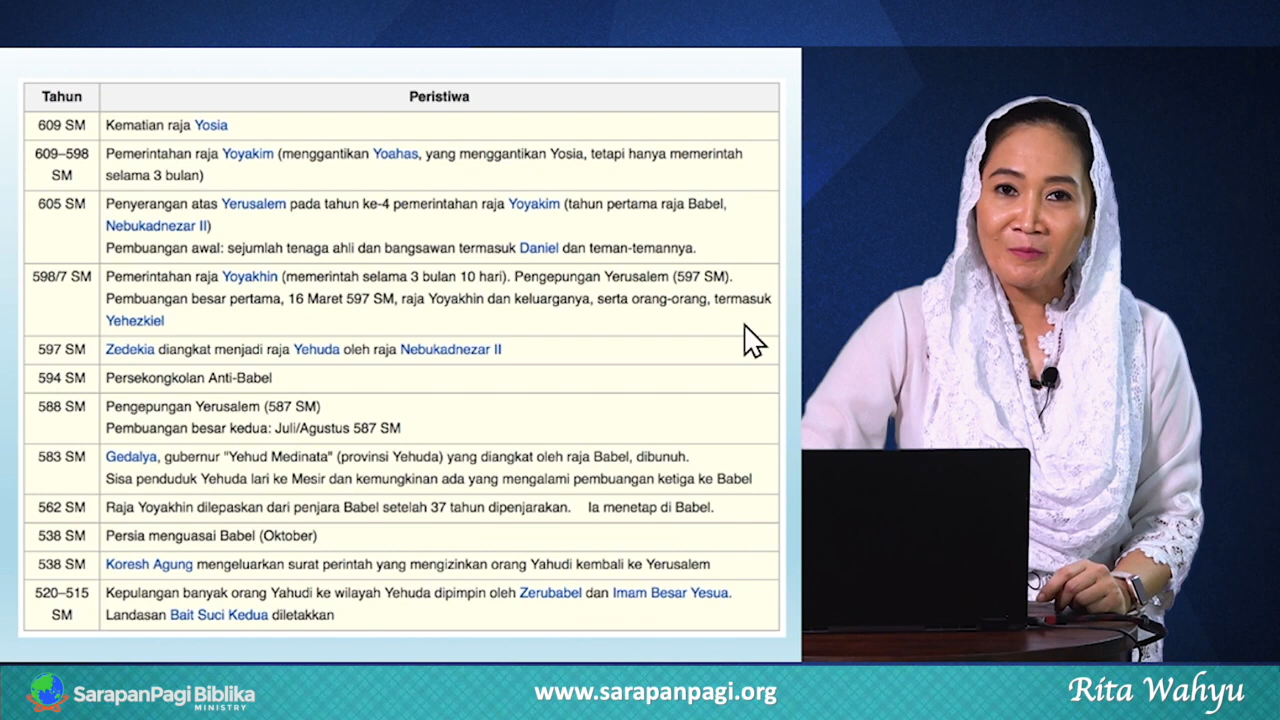 Tahun Peristiwa
609 SM Kematian raja Yosia
609–598 Pemerintahan raja Yoyakim (menggantikan Yoahas, yang menggantikan Yosia, tetapi hanya memerintah
SM selama 3 bulan)
605 SM Penyerangan atas Yerusalem pada tahun ke-4 pemerintahan raja Yoyakim (tahun pertama raja Babel,
Nebukadnezar II)
Pembuangan awal: sejumlah tenaga ahli dan bangsawan termasuk Daniel dan teman-temannya.
598/7 SM Pemerintahan raja Yoyakhin (memerintah selama 3 bulan 10 hari). Pengepungan Yerusalem (597 SM).
Pembuangan besar pertama, 16 Maret 597 SM, raja Yoyakhin dan keluarganya, serta orang-orang, termasuk
Yehezkiel
597 SM Zedekia diangkat menjadi raja Yehuda oleh raja Nebukadnezar II
594 SM Persekongkolan Anti-Babel
588 SM Pengepungan Yerusalem (587 SM)
Pembuangan besar kedua: Juli/Agustus 587 SM
583 SM Gedalya, gubernur "Yehud Medinata" (provinsi Yehuda) yang diangkat oleh raja Babel, dibunuh.
Sisa penduduk Yehuda lari ke Mesir dan kemungkinan ada yang mengalami pembuangan ketiga ke Babel
562 SM Raja Yoyakhin dilepaskan dari penjara Babel setelah 37 tahun dipenjarakan. Ia menetap di Babel.
538 SM Persia menguasai Babel (Oktober)
538 SM Koresh Agung mengeluarkan surat perintah yang mengizinkan orang Yahudi kembali ke Yerusalem
520–515 Kepulangan banyak orang Yahudi ke wilayah Yehuda dipimpin oleh Zerubabel dan Imam Besar Yesua.
SM Landasan Bait Suci Kedua diletakkan
SarapanPagi Biblika
MINISTRY
www.sarapanpagi.org
Rita Wahyu